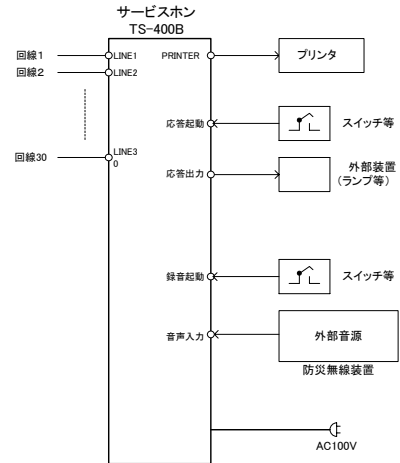 サービスホン
TS-400B
回線1
LINE1
PRINTER
プリンタ
回線2
LINE2
応答起動
スイッチ等
回線30
LINE3
0
応答出力
外部装置
(ランプ等)
録音起動
スイッチ等
音声入力
外部音源
防災無線装置
AC100V